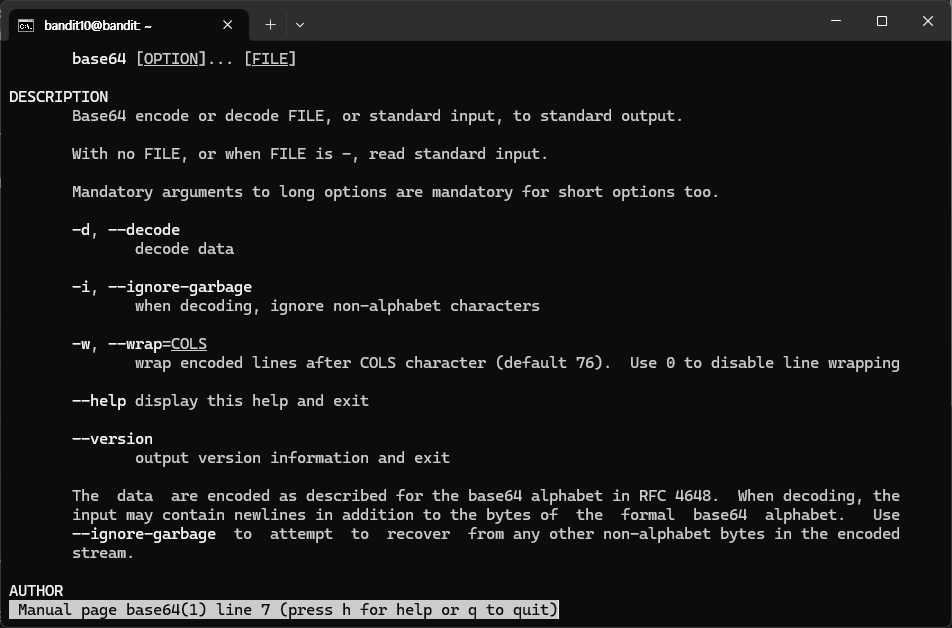 bandit10@bandit: ~
base64 [OPTION]... [FILE]
DESCRIPTION
Base64 encode or decode FILE, or standard input, to standard output.
With no FILE, or when FILE is -, read standard input.
Mandatory arguments to long options are mandatory for short options too.
-d, --decode
decode data
-i, --ignore-garbage
when decoding, ignore non-alphabet characters
-w, --wrap=COLS
wrap encoded lines after COLS character (default 76).  Use 0 to disable line wrapping
--help display this help and exit
--version
output version information and exit
The  data  are encoded as described for the base64 alphabet in RFC 4648.  When decoding, the
input may contain newlines in addition to the bytes of  the  formal  base64  alphabet.   Use
--ignore-garbage  to  attempt  to  recover  from any other non-alphabet bytes in the encoded
stream.
AUTHOR
Manual page base64(1) line 7 (press h for help or q to quit)